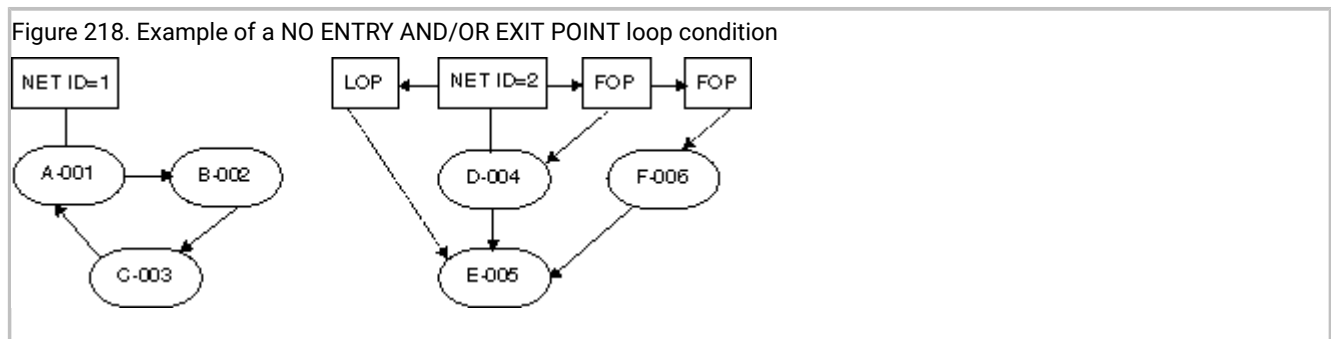 Figure 218. Example of a NO ENTRY AND/OR EXIT POINT loop condition
NET ID=1
LOP
NET ID=2
FOP
FOP
A-001
B-002
D-004
F-006
C-003
E-005